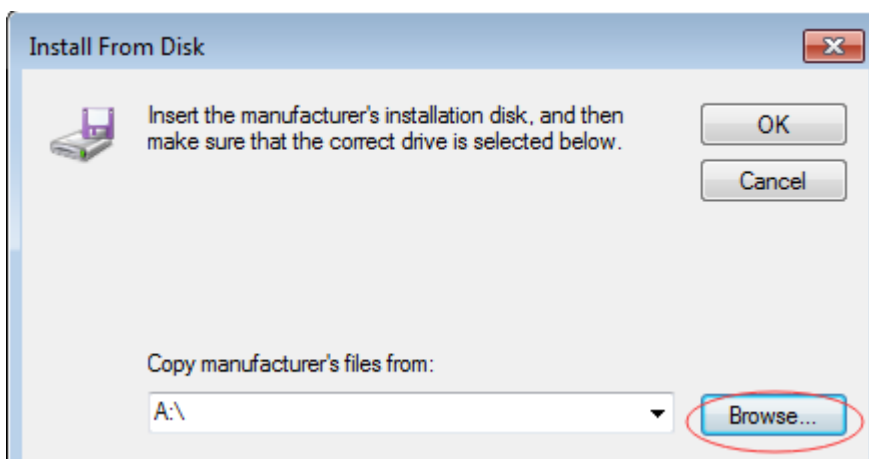 Install From Disk
Insert the manufacturer's installation disk, and then
make sure that the correct drive is selected below.
OK
Cancel
Copy manufacturer's files from:
A:\
Browse...